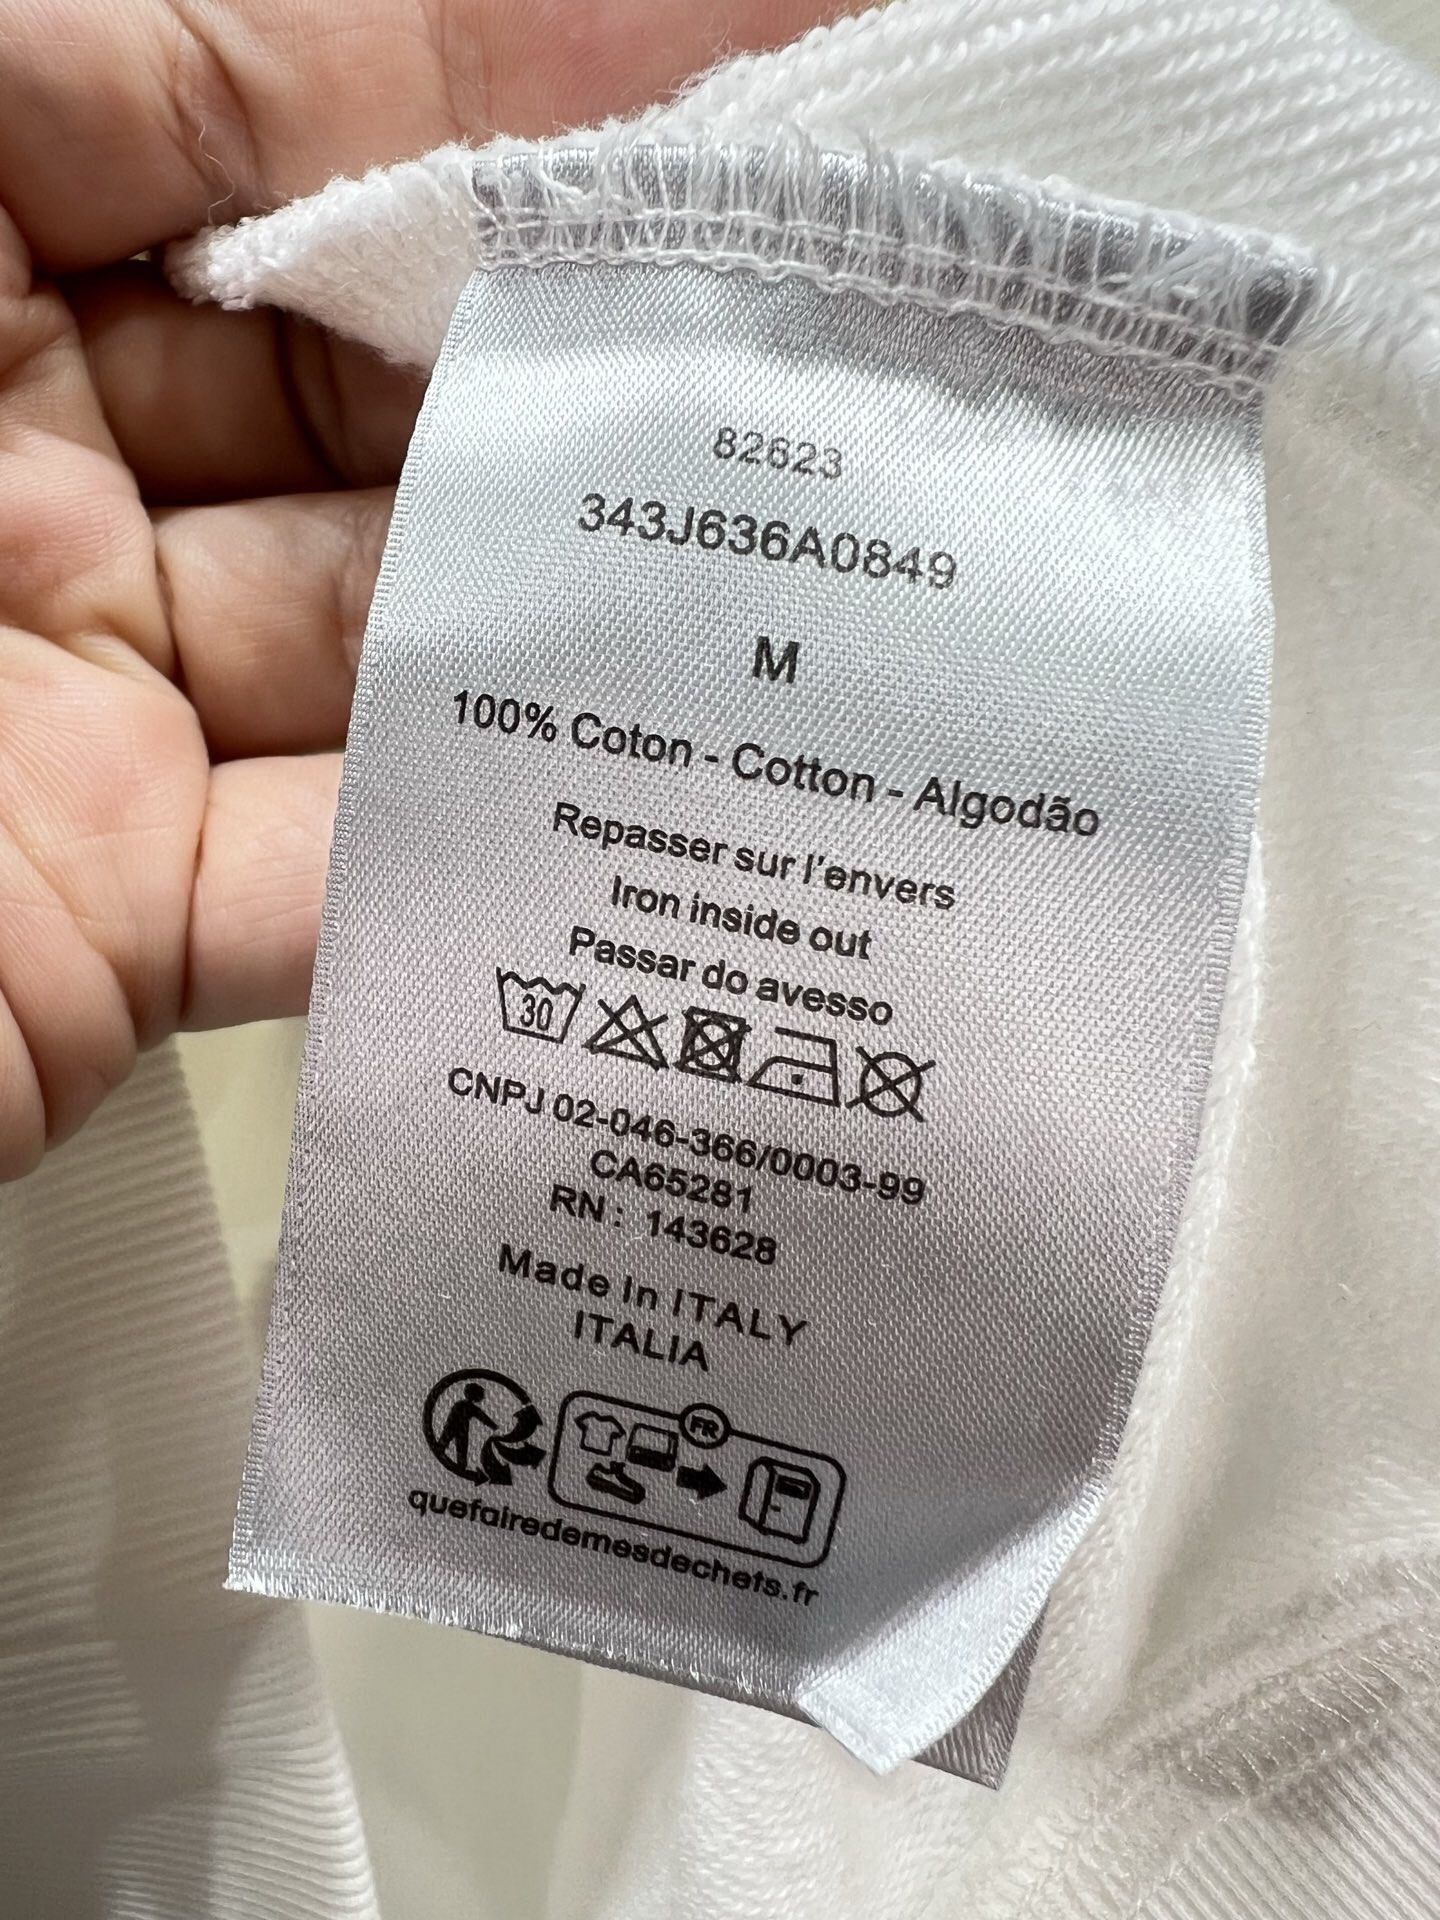 82623
343J636A0849
M
100% Coton - Cotton - Algodão
Repasser sur l'envers
Iron inside out
Passar do avesso
30
CNPJ 02-046-366/0003-99
CA65281
RN : 143628
Made In ITALY
ITALIA
FR
quefairedemesdechets.fr